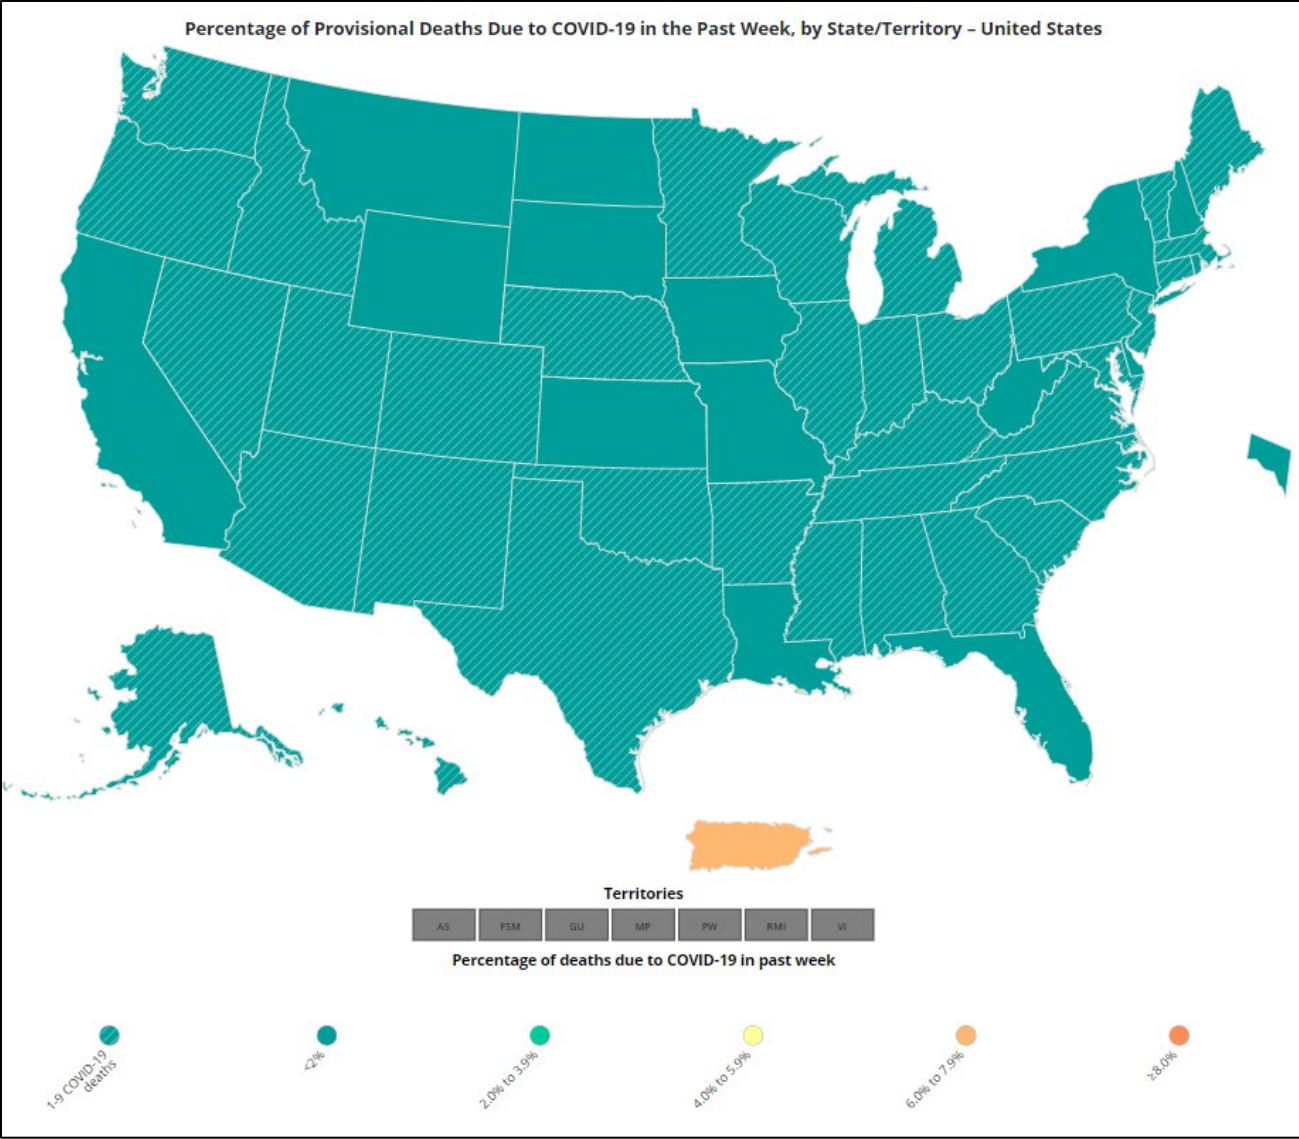 Percentage of Provisional Deaths Due to COVID-19 in the Past Week, by State/Territory – United States
Territories
AS
FSM
GU
MP
PW
RMI
VI
Percentage of deaths due to COVID-19 in past week
1-9 COVID-19
deaths
<2%
2.0% to 3.9%
4.0% to 5.9%
6.0% to 7.9%
≥8.0%